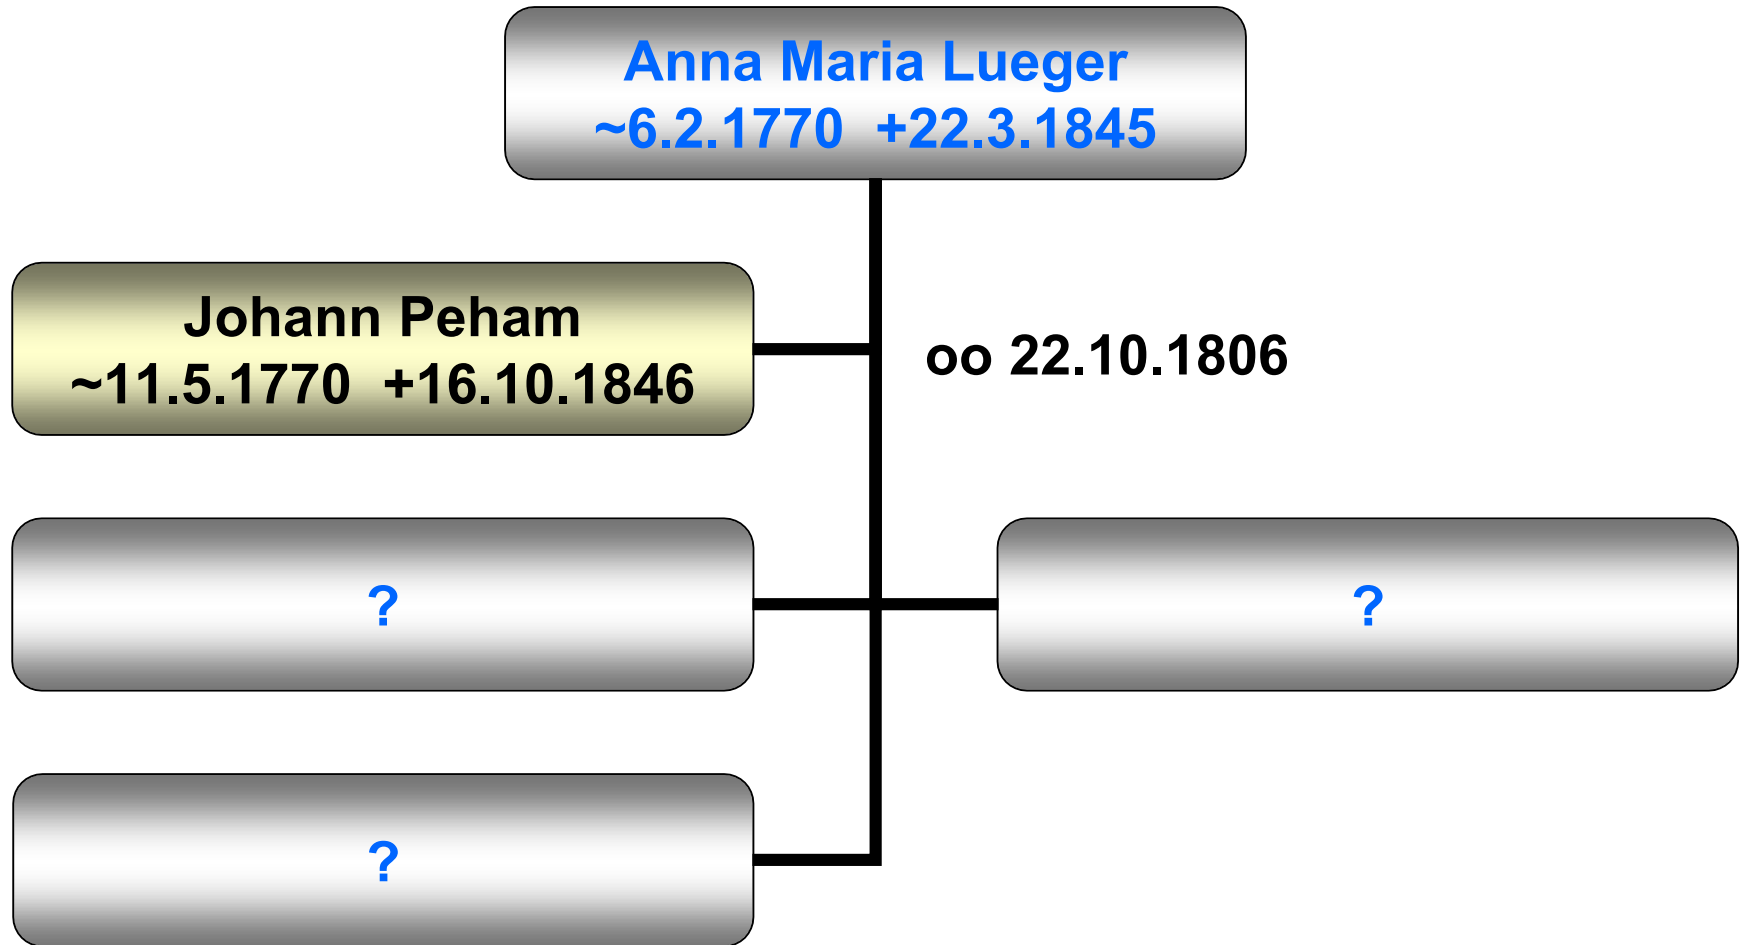 Anna Maria Lueger
~6.2.1770 +22.3.1845
Johann Peham
~11.5.1770 +16.10.1846
oo 22.10.1806
?
?
?